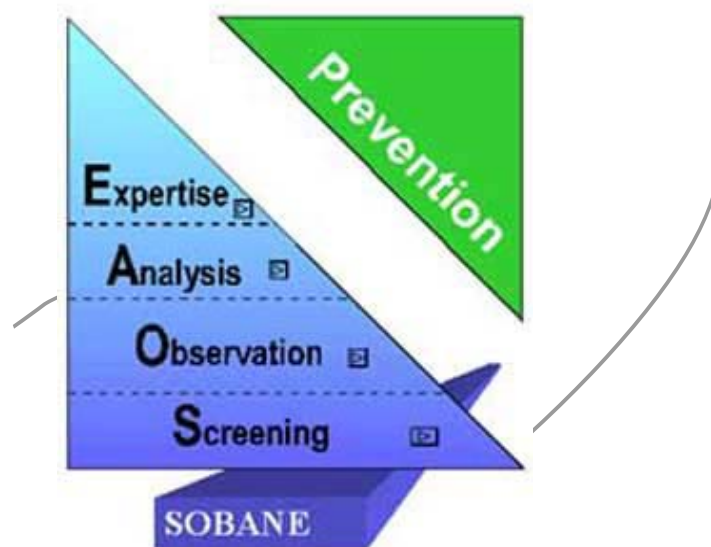 Prevention
Expertise
Analysis
Observation
Screening
SOBANE